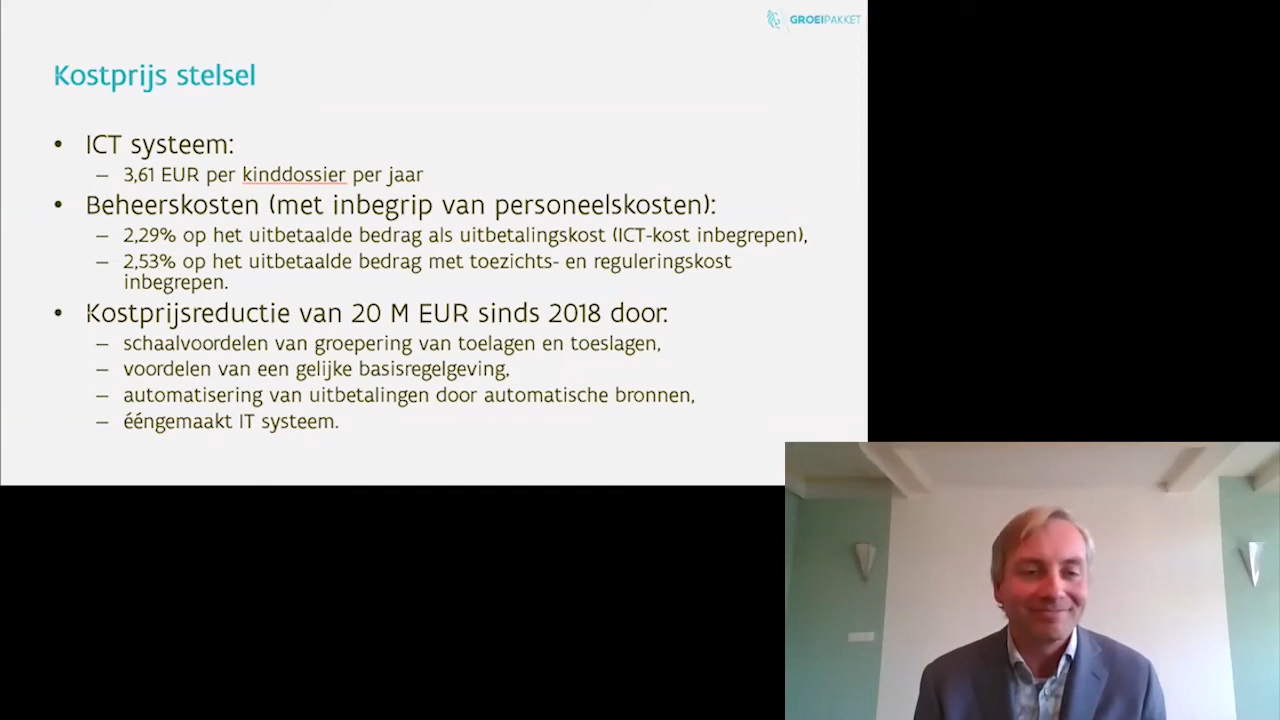 GROEIPAKKET
Kostprijs stelsel
• ICT systeem:
– 3,61 EUR per kinddossier per jaar
• Beheerskosten (met inbegrip van personeelskosten):
– 2,29% op het uitbetaalde bedrag als uitbetalingskost (ICT-kost inbegrepen),
– 2,53% op het uitbetaalde bedrag met toezichts- en reguleringskost
inbegrepen.
• Kostprijsreductie van 20 M EUR sinds 2018 door:
– schaalvoordelen van groepering van toelagen en toeslagen,
– voordelen van een gelijke basisregelgeving,
– automatisering van uitbetalingen door automatische bronnen,
– ééngemaakt IT systeem.